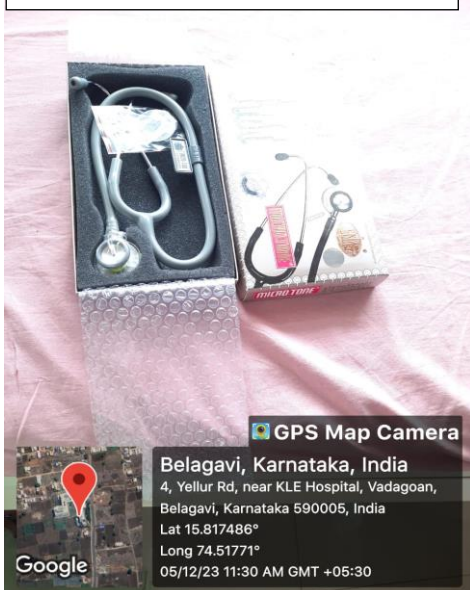 MICRO TONE
GPS Map Camera
Belagavi, Karnataka, India
4, Yellur Rd, near KLE Hospital, Vadagoan,
Belagavi, Karnataka 590005, India
Lat 15.817486°
Long 74.51771°
05/12/23 11:30 AM GMT +05:30
Google